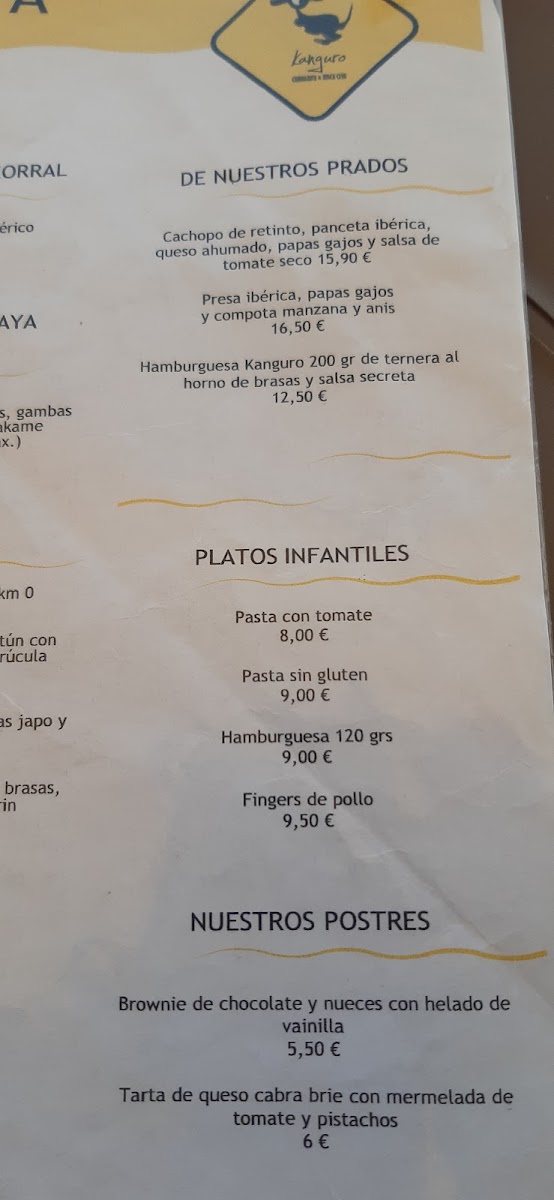 A
Kanguro
ORRAL
érico
AYA
s, gambas
akame
x.)
km 0
tún con
rúcula
as japo y
brasas,
rin
DE NUESTROS PRADOS
Cachopo de retinto, panceta ibérica,
queso ahumado, papas gajos y salsa de
tomate seco 15,90 €
Presa ibérica, papas gajos
y compota manzana y anis
16,50 €
Hamburguesa Kanguro 200 gr de ternera al
horno de brasas y salsa secreta
12,50 €
PLATOS INFANTILES
Pasta con tomate
8,00 €
Pasta sin gluten
9,00 €
Hamburguesa 120 grs
9,00 €
Fingers de pollo
9,50 €
NUESTROS POSTRES
Brownie de chocolate y nueces con helado de
vainilla
5,50 €
Tarta de queso cabra brie con mermelada de
tomate y pistachos
6 €